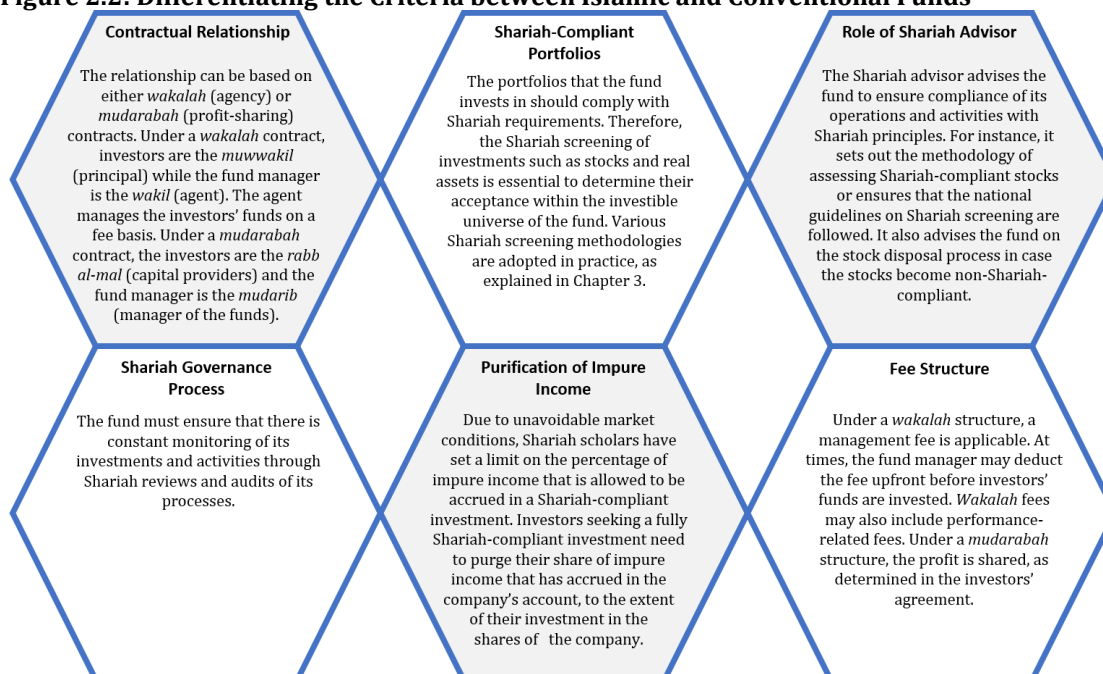 Figure 2.2: Differentiating the Criteria between Islamic and Conventional Funds
Contractual Relationship
The relationship can be based on
either wakalah (agency) or
mudarabah (profit-sharing)
contracts. Under a wakalah contract,
investors are the muwwakil
(principal) while the fund manager
is the wakil (agent). The agent
manages the investors’ funds on a
fee basis. Under a mudarabah
contract, the investors are the rabb
al-mal (capital providers) and the
fund manager is the mudarib
(manager of the funds).
Shariah-Compliant
Portfolios
The portfolios that the fund
invests in should comply with
Shariah requirements. Therefore,
the Shariah screening of
investments such as stocks and real
assets is essential to determine their
acceptance within the investible
universe of the fund. Various
Shariah screening methodologies
are adopted in practice, as
explained in Chapter 3.
Role of Shariah Advisor
The Shariah advisor advises the
fund to ensure compliance of its
operations and activities with
Shariah principles. For instance, it
sets out the methodology of
assessing Shariah-compliant stocks
or ensures that the national
guidelines on Shariah screening are
followed. It also advises the fund on
the stock disposal process in case
the stocks become non-Shariah-
compliant.
Shariah Governance
Process
The fund must ensure that there is
constant monitoring of its
investments and activities through
Shariah reviews and audits of its
processes.
Purification of Impure
Income
Due to unavoidable market
conditions, Shariah scholars have
set a limit on the percentage of
impure income that is allowed to be
accrued in a Shariah-compliant
investment. Investors seeking a fully
Shariah-compliant investment need
to purge their share of impure
income that has accrued in the
company’s account, to the extent
of their investment in the
shares of the company.
Fee Structure
Under a wakalah structure, a
management fee is applicable. At
times, the fund manager may deduct
the fee upfront before investors’
funds are invested. Wakalah fees
may also include performance-
related fees. Under a mudarabah
structure, the profit is shared, as
determined in the investors’
agreement.